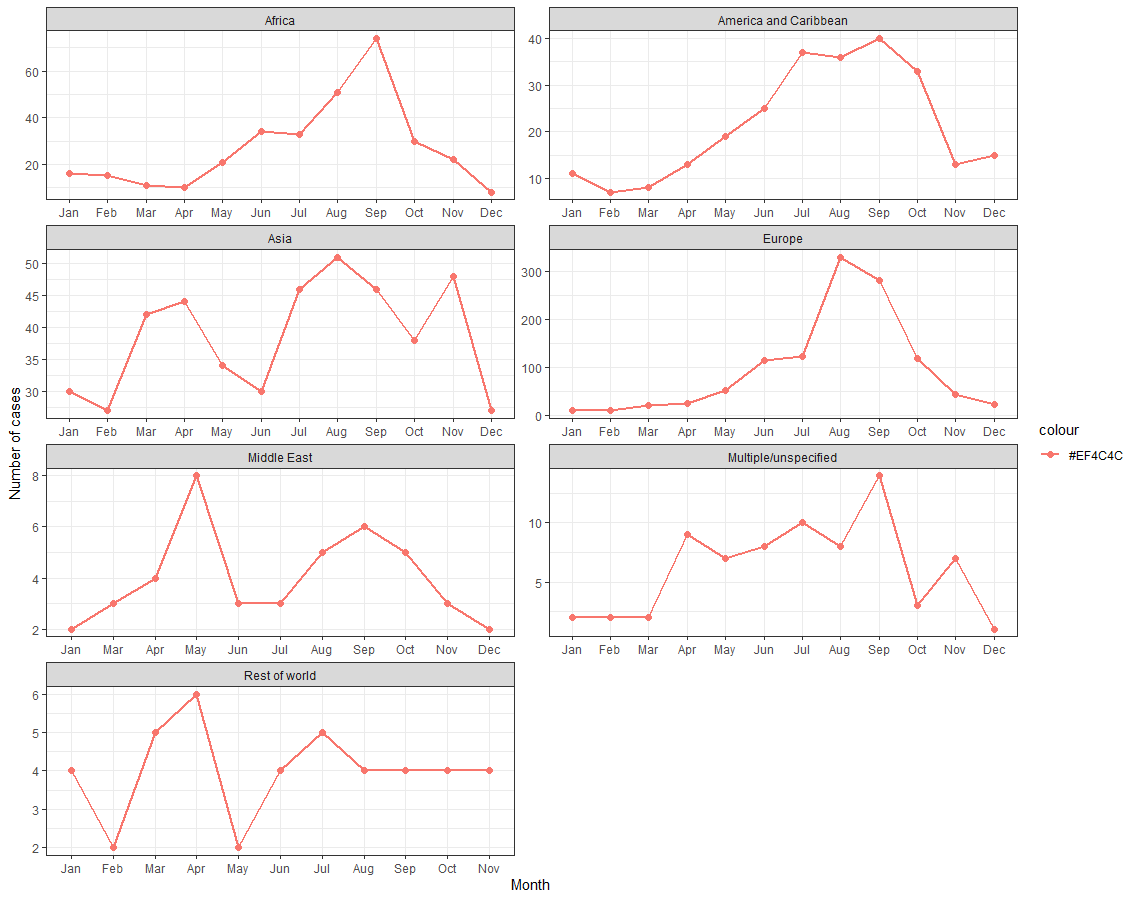 Africa
60
40
20
Jan Feb Mar Apr May Jun Jul Aug Sep Oct Nov Dec
America and Caribbean
40
30
20
10
Jan Feb Mar Apr May Jun Jul Aug Sep Oct Nov Dec
Asia
50
45
40
35
30
Jan Feb Mar Apr May Jun Jul Aug Sep Oct Nov Dec
Europe
300
200
100
0
Jan Feb Mar Apr May Jun Jul Aug Sep Oct Nov Dec
Middle East
8
6
4
2
Jan Feb Mar Apr May Jun Jul Aug Sep Oct Nov Dec
Multiple/unspecified
10
5
Jan Feb Mar Apr May Jun Jul Aug Sep Oct Nov Dec
Rest of world
6
5
4
3
2
Jan Feb Mar Apr May Jun Jul Aug Sep Oct Nov
Number of cases
Month
colour
#EF4C4C